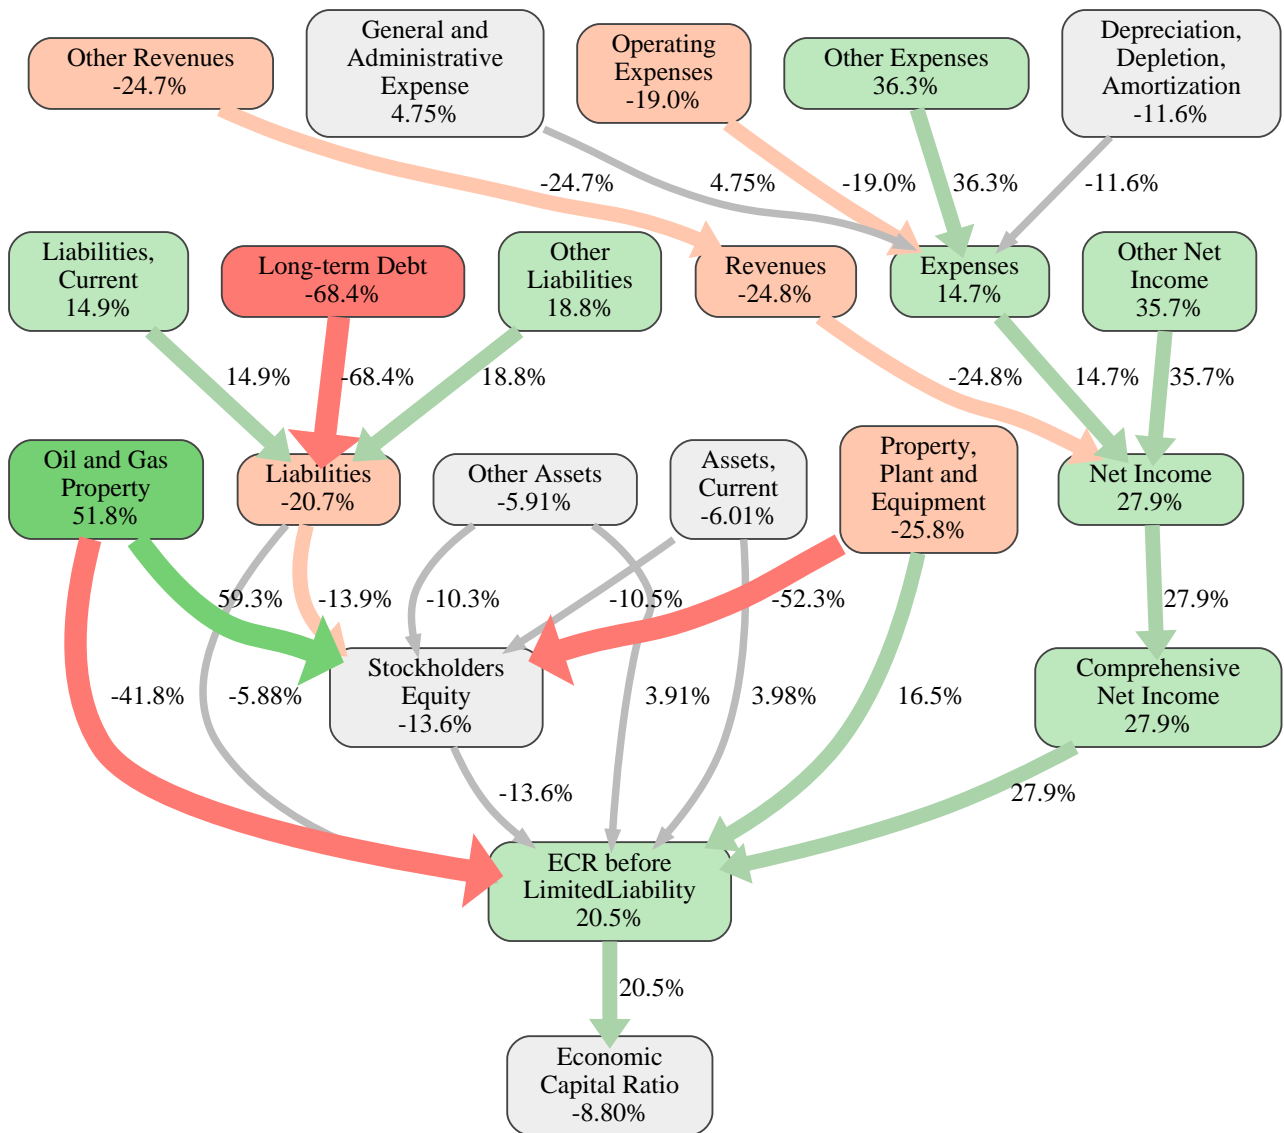 Other Revenues
-24.7%
General and
Administrative
Expense
4.75%
Operating
Expenses
-19.0%
Other Expenses
36.3%
Depreciation,
Depletion,
Amortization
-11.6%
-24.7%
4.75%
-19.0%
36.3%
-11.6%
Liabilities,
Current
14.9%
Long-term Debt
-68.4%
Other
Liabilities
18.8%
Revenues
-24.8%
Expenses
14.7%
Other Net
Income
35.7%
14.9%
-68.4%
18.8%
-24.8%
14.7%
35.7%
Oil and Gas
Property
51.8%
Liabilities
-20.7%
Other Assets
-5.91%
Assets,
Current
-6.01%
Property,
Plant and
Equipment
-25.8%
Net Income
27.9%
59.3%
-13.9%
-10.3%
-10.5%
-52.3%
27.9%
Stockholders
Equity
-13.6%
Comprehensive
Net Income
27.9%
-41.8%
-5.88%
3.91%
3.98%
16.5%
-13.6%
27.9%
ECR before
LimitedLiability
20.5%
20.5%
Economic
Capital Ratio
-8.80%